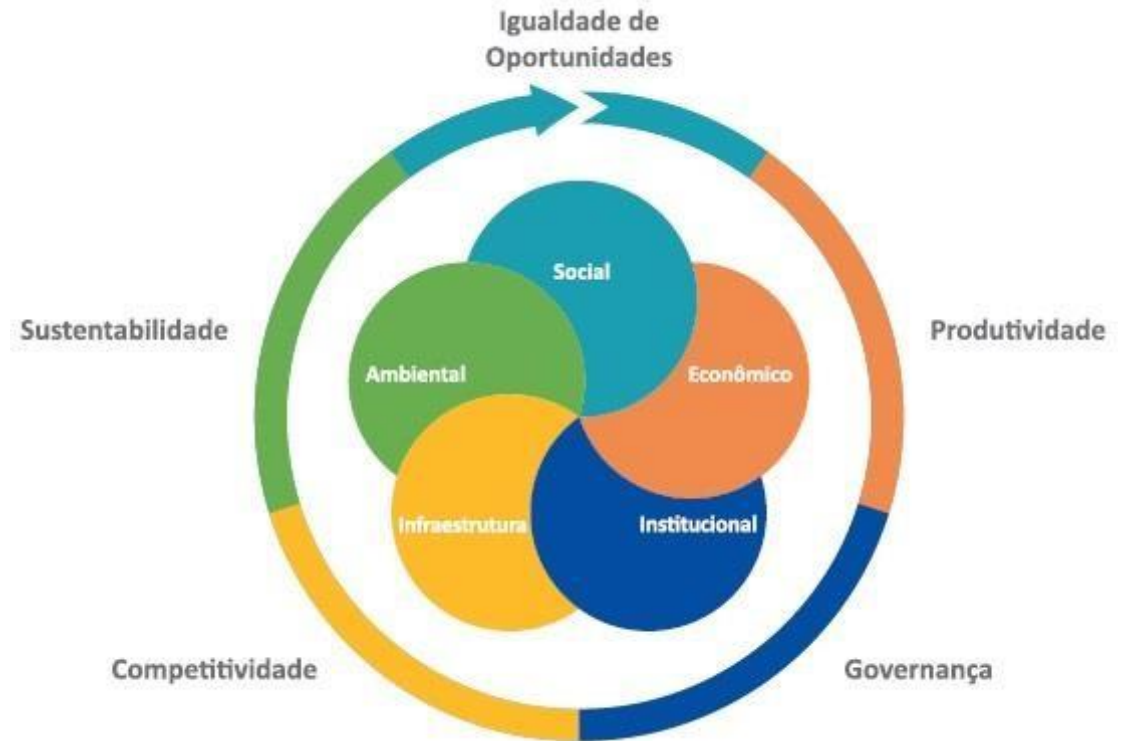 Igualdade de
Oportunidades
Social
Sustentabilidade
Produtividade
Ambiental
Econômico
Infraestrutura
Institucional
Competitividade
Governança